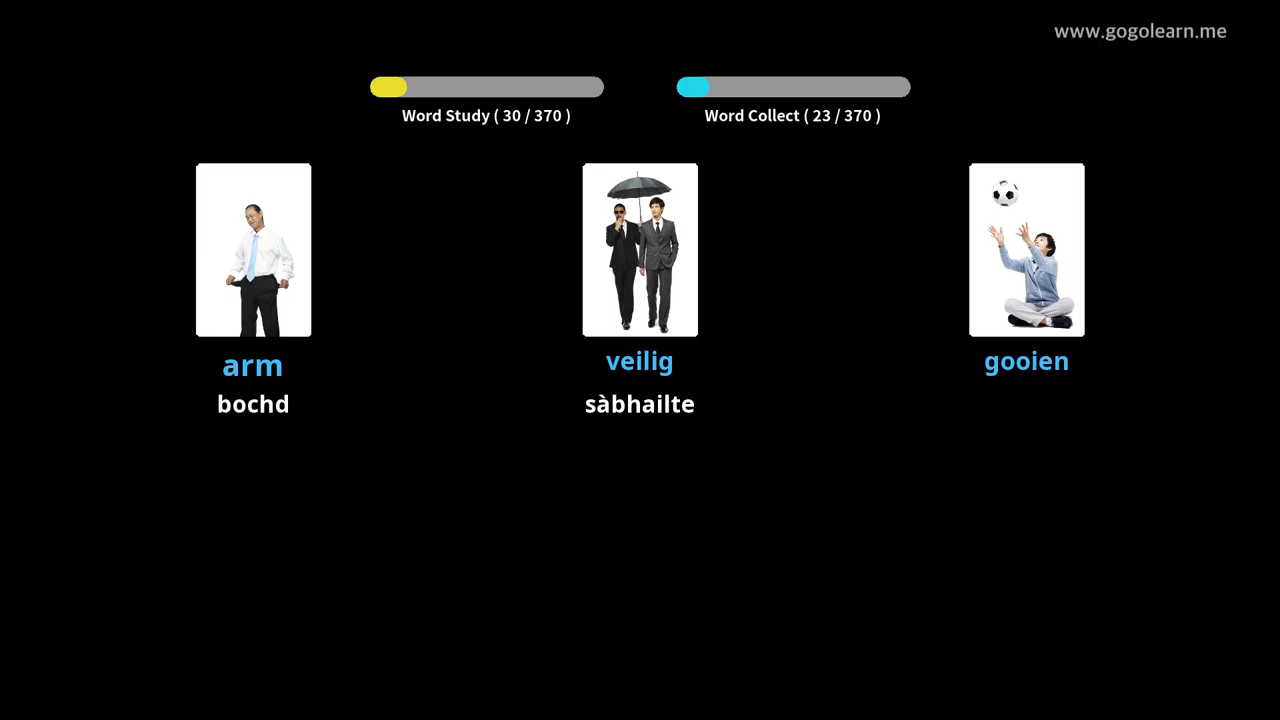 www.gogolearn.me
Word Study ( 30 / 370 )
Word Collect ( 23 / 370 )
arm
veilig
gooien
bochd
sàbhailte